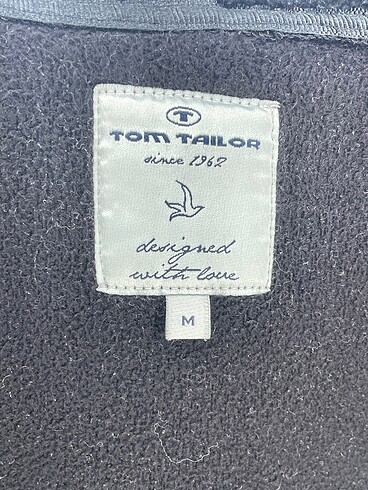 T
TOM TAILOR
since 1962
designed
with love
M